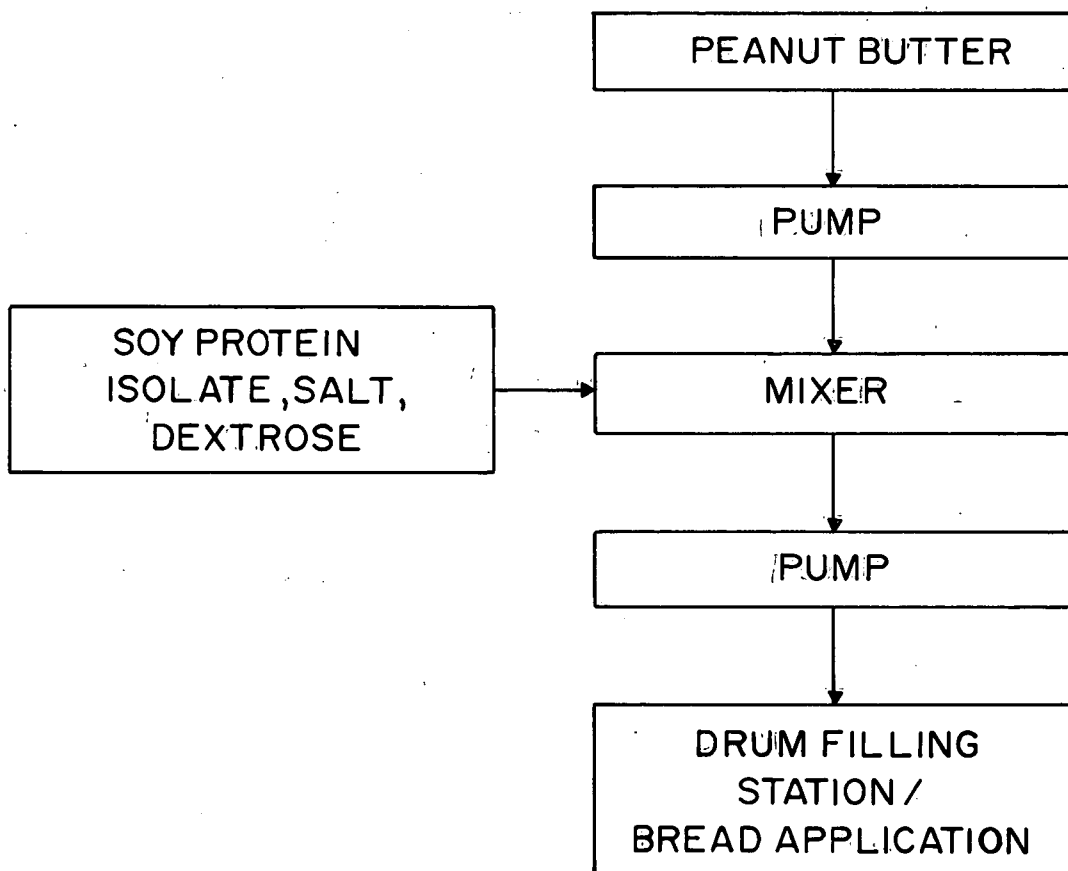 PEANUT BUTTER
PUMP
SOY PROTEIN
ISOLATE, SALT,
DEXTROSE
MIXER
PUMP
DRUM FILLING
STATION /
BREAD APPLICATION